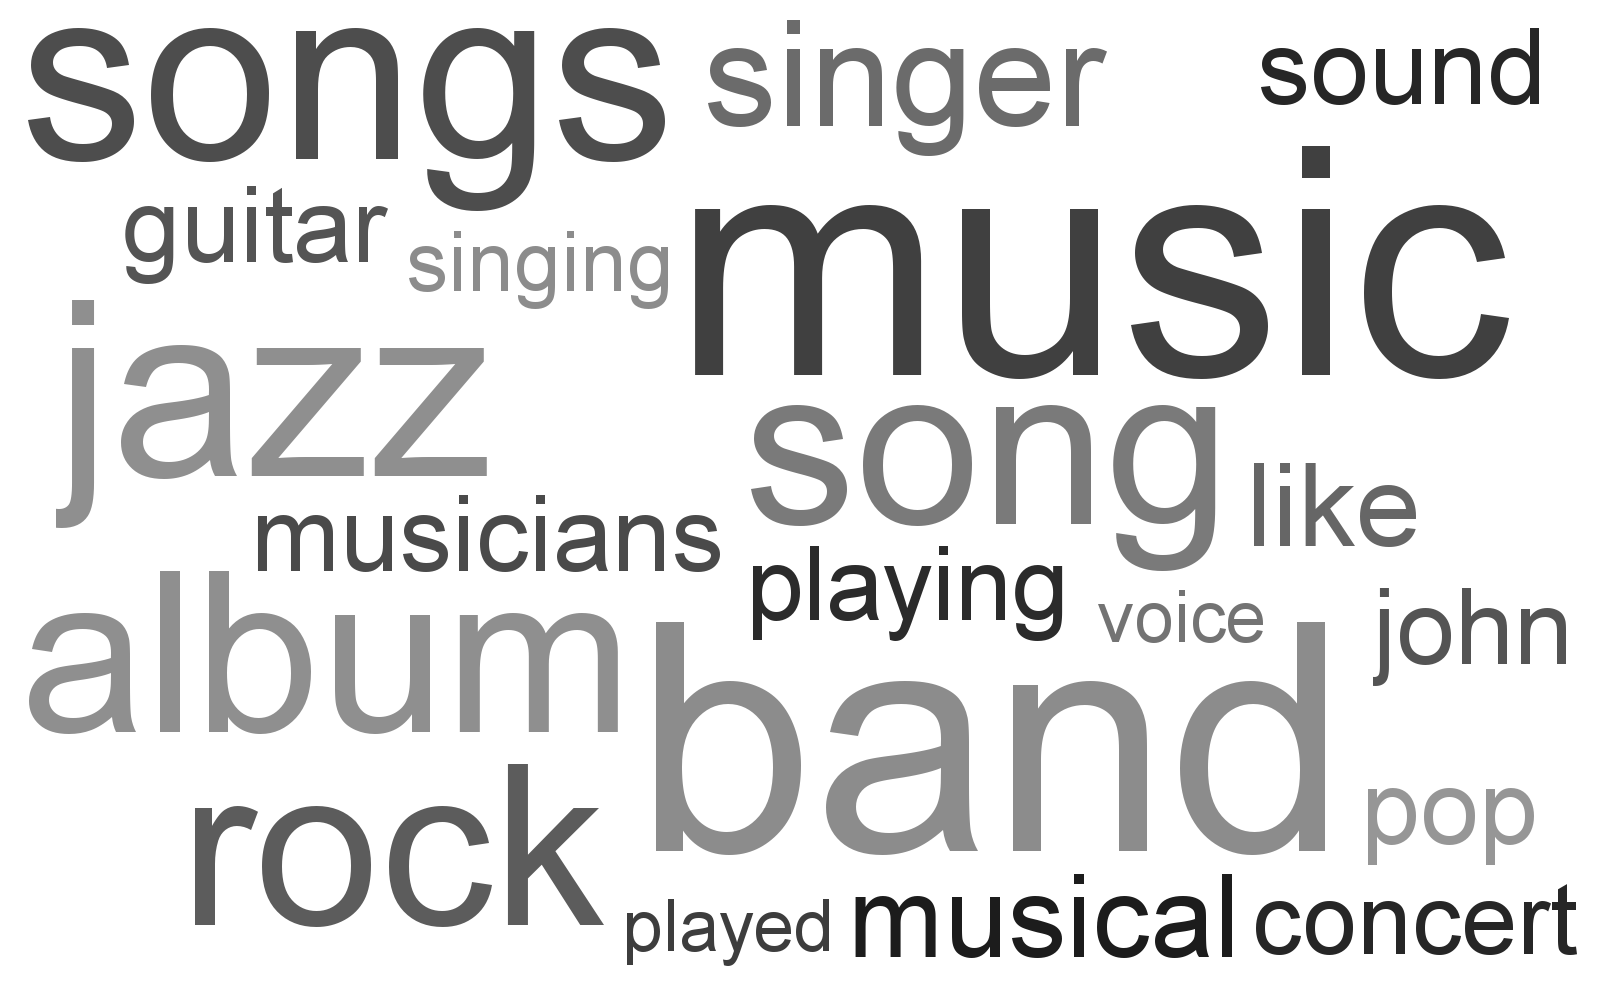 songs singer sound
guitar singing music
jazz song like
musicians playing voice john
album band pop
rock played musical concert